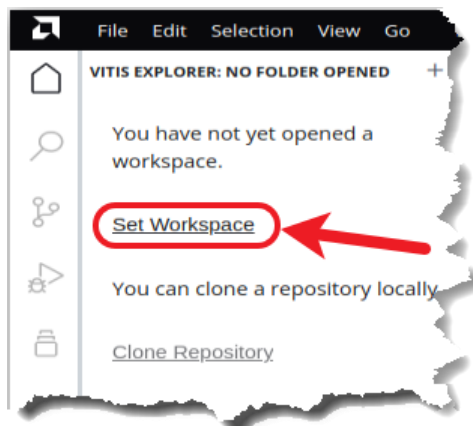 File Edit Selection View Go
VITIS EXPLORER: NO FOLDER OPENED +
You have not yet opened a
workspace.
Set Workspace
You can clone a repository locally
Clone Repository